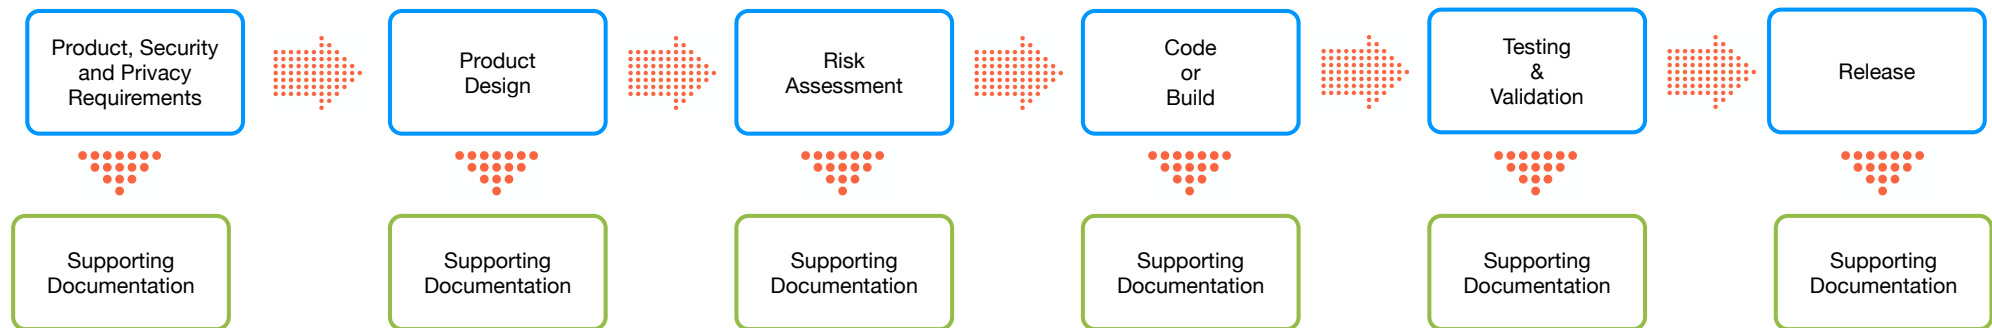 Product, Security
and Privacy
Requirements
Product
Design
Risk
Assessment
Code
or
Build
Testing
&
Validation
Release
Supporting
Documentation
Supporting
Documentation
Supporting
Documentation
Supporting
Documentation
Supporting
Documentation
Supporting
Documentation